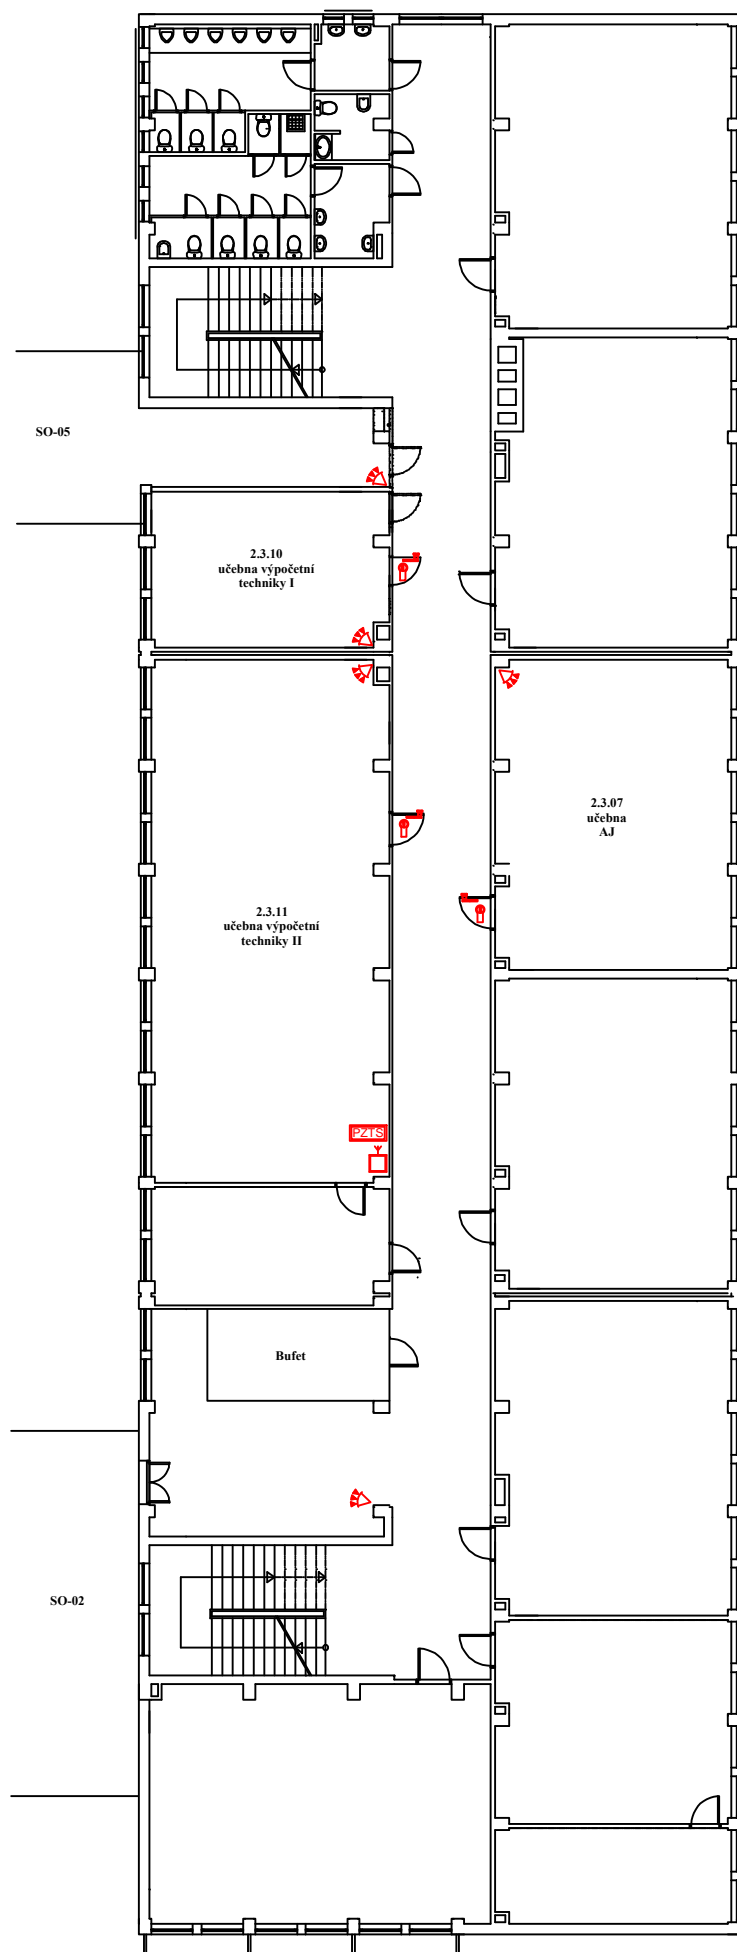 SO-05
2.3.10
učebna výpočetní
techniky I
2.3.07
učebna
AJ
2.3.11
učebna výpočetní
techniky II
PZTS
Bufet
SO-02